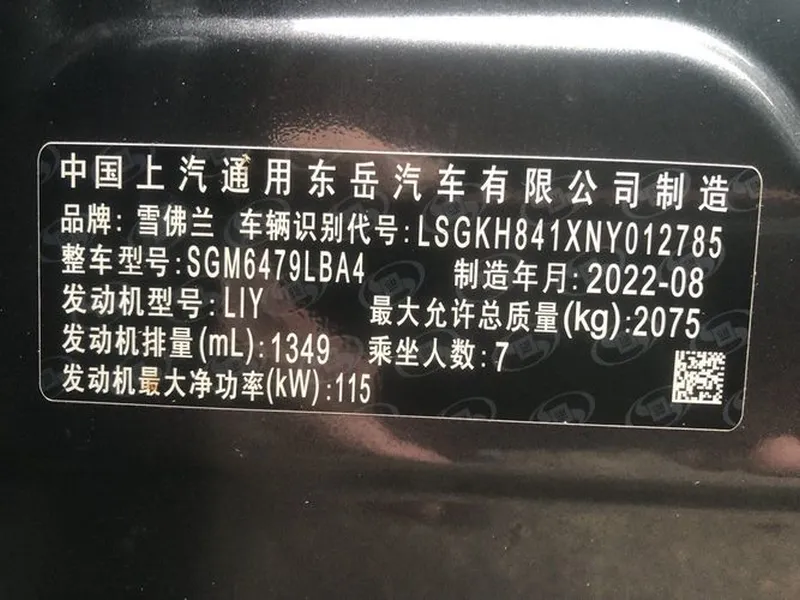 中国上汽通用东岳汽车有限公司制造
品牌: 雪佛兰 车辆识别代号: LSGKH841XNY012785
整车型号: SGM6479LBA4 制造年月: 2022-08
发动机型号: LIY 最大允许总质量(kg): 2075
发动机排量(mL): 1349 乘坐人数: 7
发动机最大净功率(kW): 115